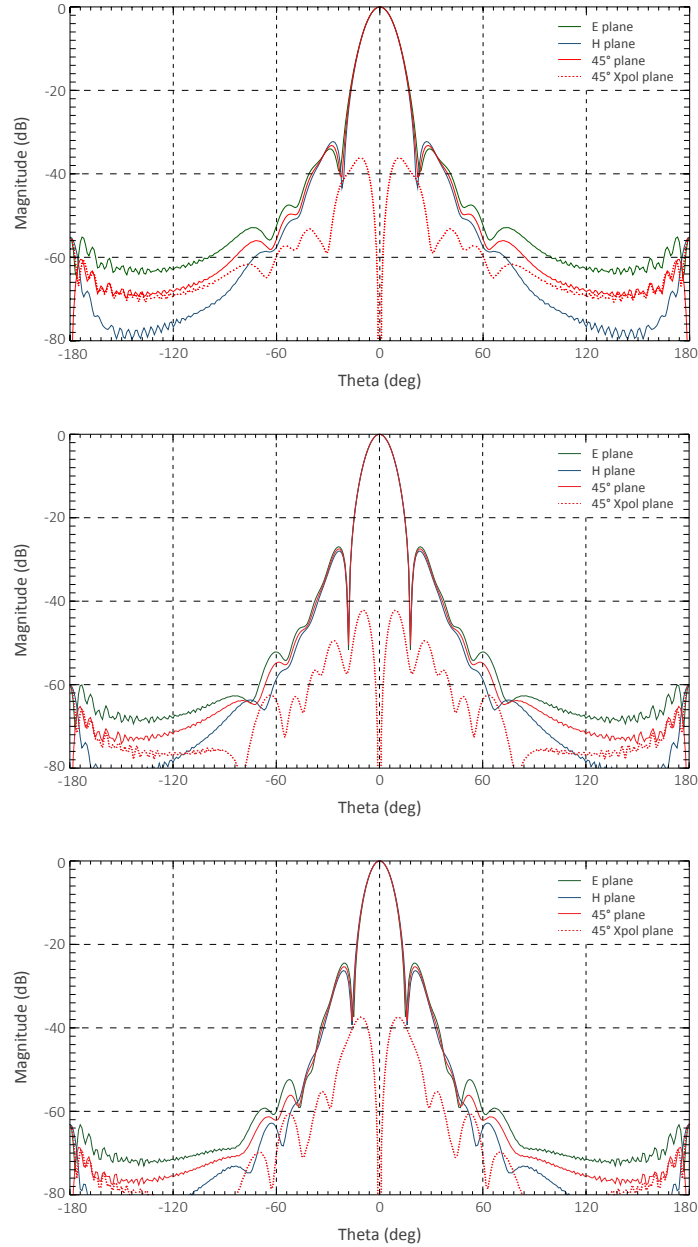 0
-20
-40
-60
-80
Magnitude (dB)
E plane
H plane
45° plane
45° Xpol plane
-180 -120 -60 0 60 120 180
Theta (deg)
0
-20
-40
-60
-80
Magnitude (dB)
E plane
H plane
45° plane
45° Xpol plane
-180 -120 -60 0 60 120 180
Theta (deg)
0
-20
-40
-60
-80
Magnitude (dB)
E plane
H plane
45° plane
45° Xpol plane
-180 -120 -60 0 60 120 180
Theta (deg)